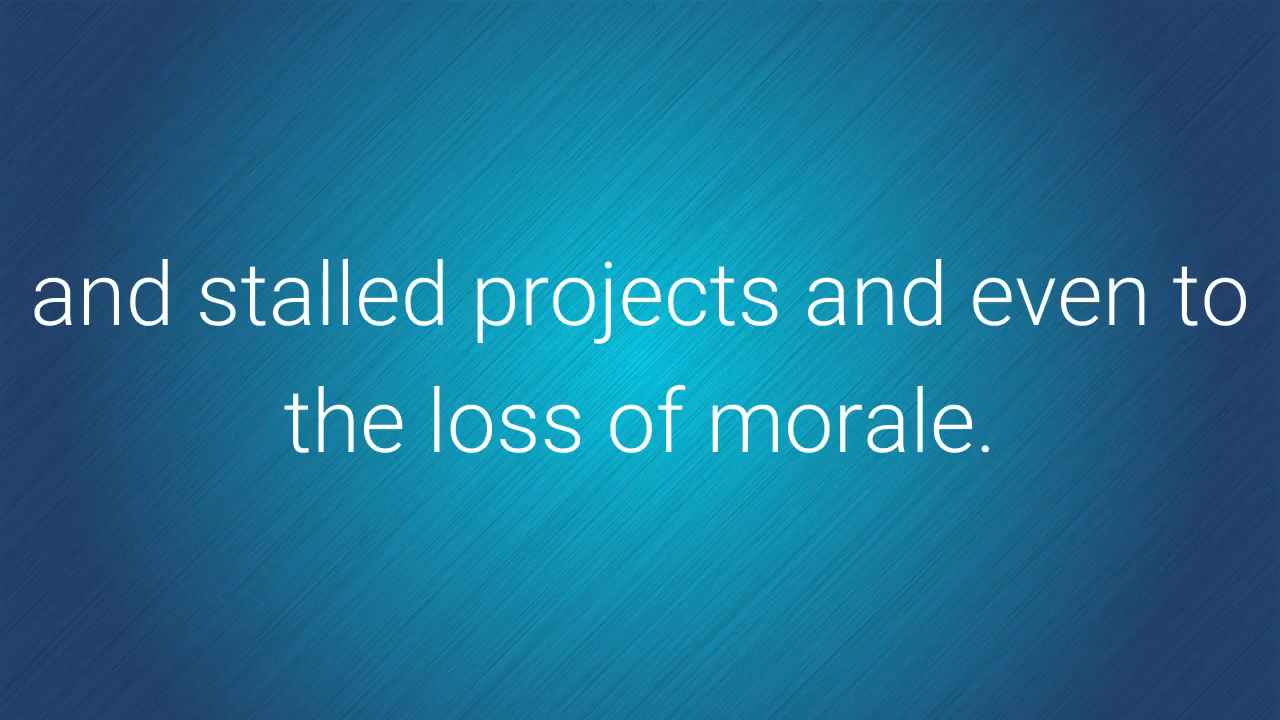 and stalled projects and even to
the loss of morale.